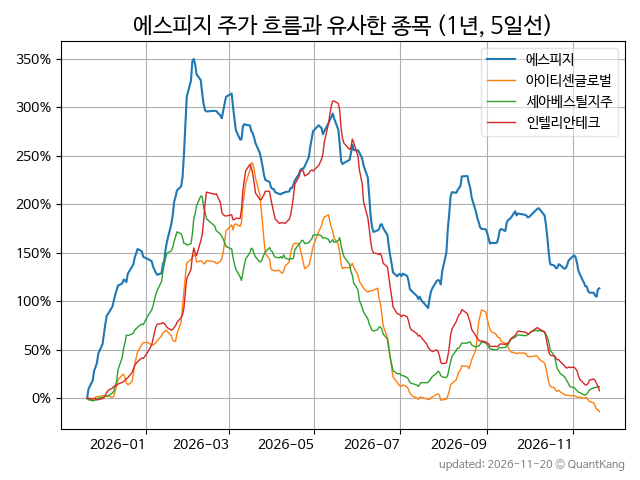 에스피지 주가 흐름과 유사한 종목 (1년, 5일선)
에스피지
아이티센글로벌
세아베스틸지주
인텔리안테크
350%
300%
250%
200%
150%
100%
50%
0%
2026-01
2026-03
2026-05
2026-07
2026-09
2026-11
updated: 2026-11-20 © QuantKang